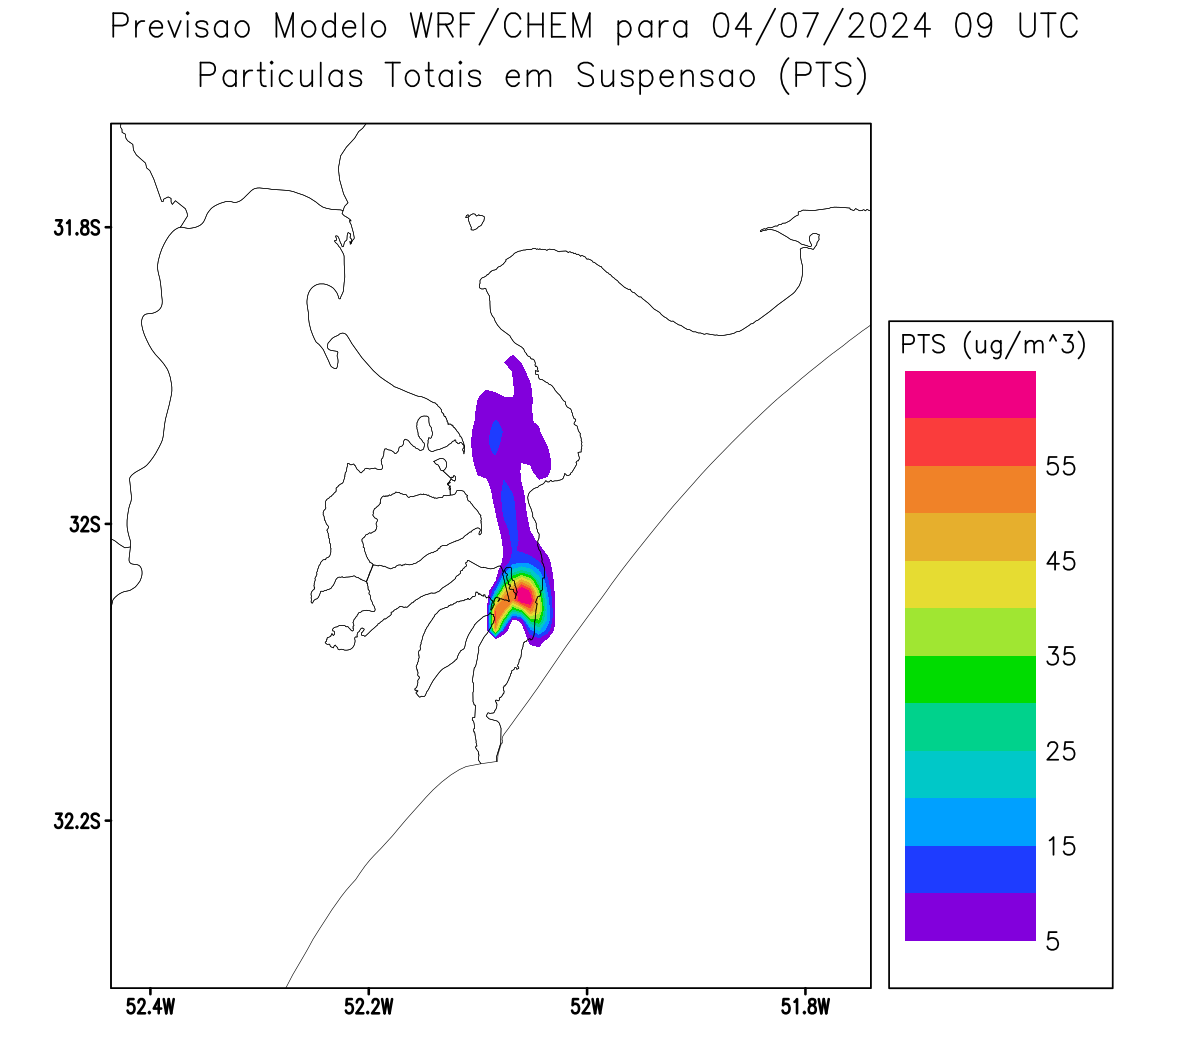 Previsao Modelo WRF/CHEM para 04/07/2024 09 UTC
Particulas Totais em Suspensao (PTS)
31.8S
32S
32.2S
52.4W
52.2W
52W
51.8W
PTS (ug/m^3)
55
45
35
25
15
5